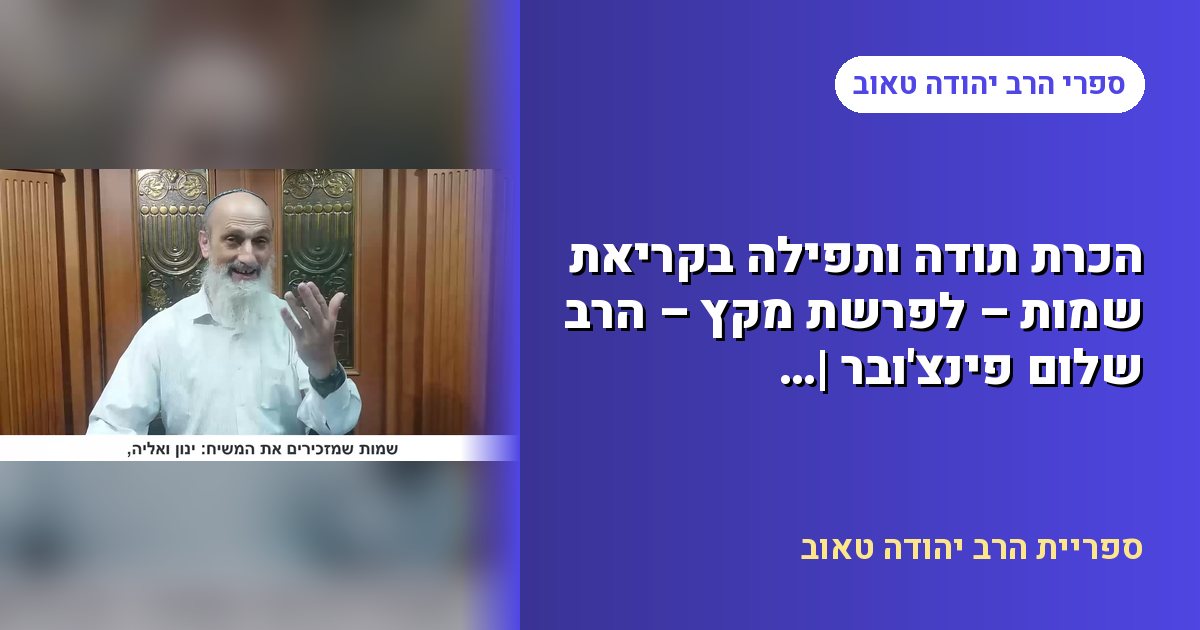 ספרי הרב יהודה טאוב
הכרת תודה ותפילה בקריאת
שמות – לפרשת מקץ – הרב
שלום פינצ'ובר |...
שמות שמזכירים את המשיח: ינון ואליה,
ספריית הרב יהודה טאוב